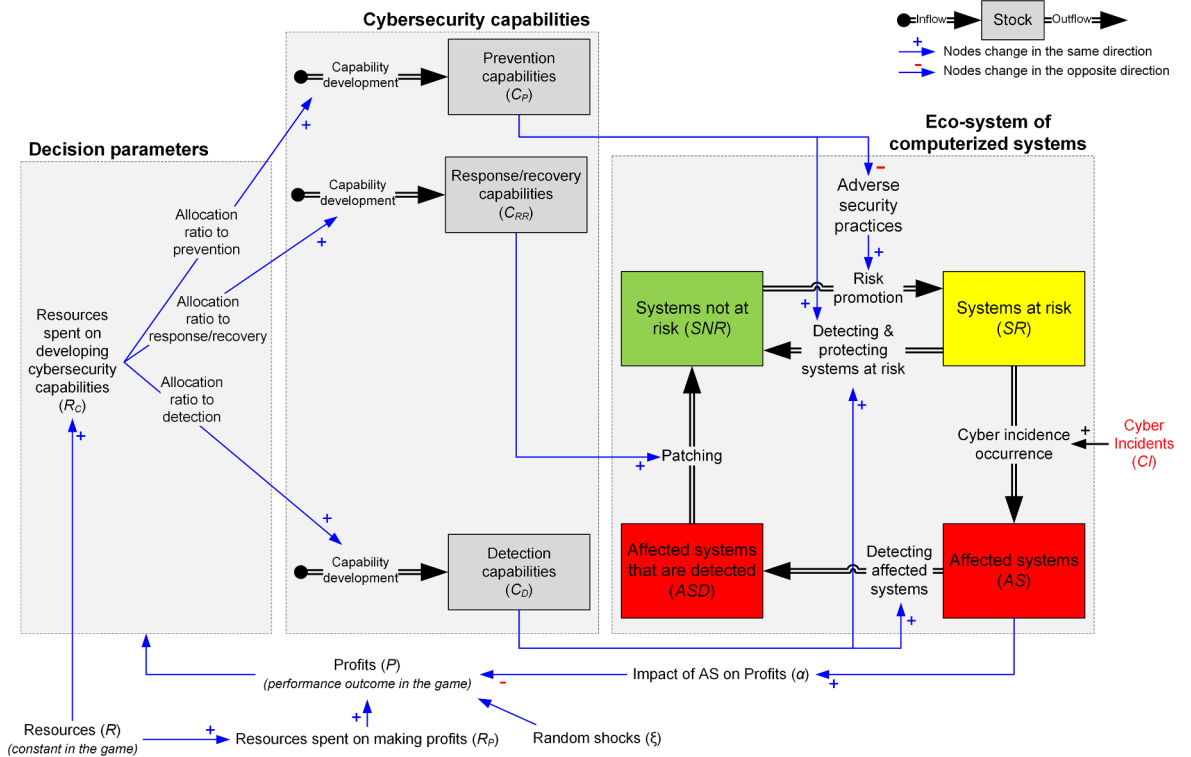 Cybersecurity capabilities
Inflow
Stock
Outflow
+
Nodes change in the same direction
-
Nodes change in the opposite direction
Decision parameters
Capability
development
Prevention
capabilities
(CP)
+
Capability
development
Response/recovery
capabilities
(CRR)
+
Allocation
ratio to
prevention
Allocation
ratio to
response/recovery
Allocation
ratio to
detection
Resources
spent on
developing
cybersecurity
capabilities
(RC)
+
+
Capability
development
Detection
capabilities
(CD)
Eco-system of
computerized systems
-
Adverse
security
practices
+
Risk
promotion
Systems not at
risk (SNR)
Systems at risk
(SR)
+
Detecting &
protecting
systems at risk
+
Patching
+
Cyber incidence
occurrence
+
Cyber
Incidents
(CI)
Affected systems
that are detected
(ASD)
Detecting
affected
systems
+
Affected systems
(AS)
Profits (P)
(performance outcome in the game)
-
Impact of AS on Profits (α)
+
Resources (R)
(constant in the game)
+
Resources spent on making profits (RP)
+
Random shocks (ξ)